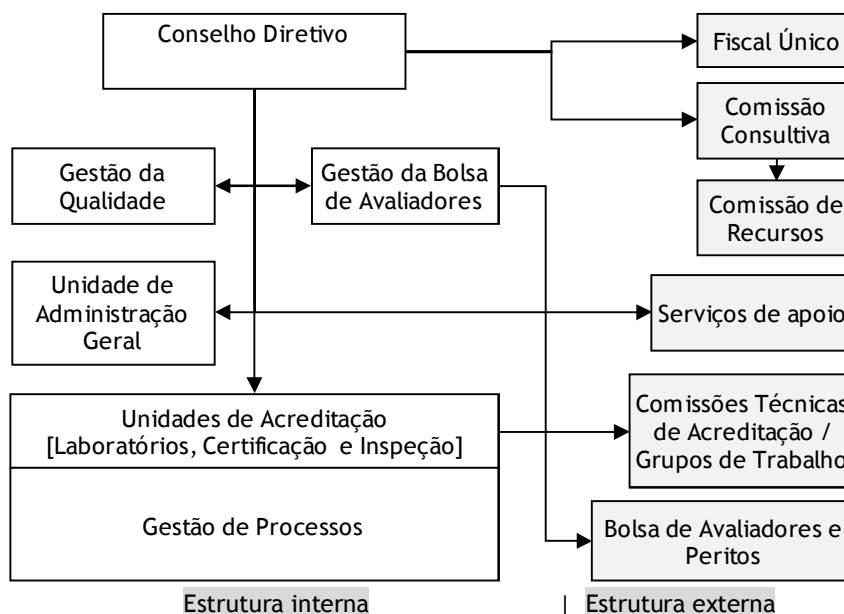 Conselho Diretivo
Fiscal Único
Comissão
Consultiva
Gestão da
Qualidade
Gestão da Bolsa
de Avaliadores
Comissão de
Recursos
Unidade de
Administração
Geral
Serviços de apoio
Unidades de Acreditação
[Laboratórios, Certificação e Inspeção]
Comissões Técnicas
de Acreditação /
Grupos de Trabalho
Gestão de Processos
Bolsa de Avaliadores e
Peritos
Estrutura interna | Estrutura externa